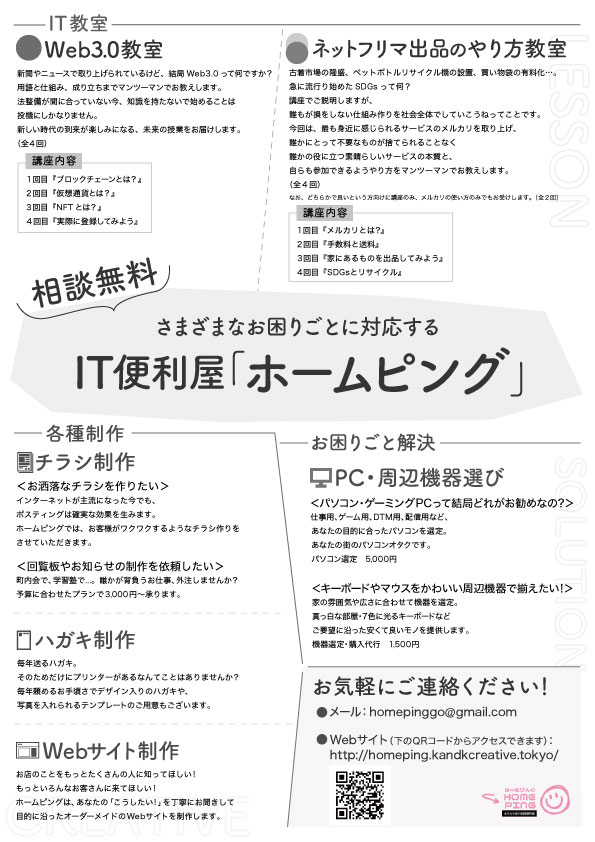 IT教室
Web3.0教室
新聞やニュースで取り上げられているけど、結局 Web3.0 って何ですか?
用語と仕組み、成り立ちまでマンツーマンでお教えします。
法整備が間に合っていない今、知識を持たないで始めることは
投機にしかなりません。
新しい時代の到来が楽しみになる、未来の授業をお届けします。
(全4回)
講座内容
1回目『ブロックチェーンとは?』
2回目『仮想通貨とは?』
3回目『NFTとは?』
4回目『実際に登録してみよう』
ネットフリマ出品のやり方教室
古着市場の隆盛、ペットボトルリサイクル機の設置、買い物袋の有料化…。
急に流行り始めた SDGs って何?
講座でご説明しますが、
誰もが損をしない仕組み作りを社会全体でしていこうねってことです。
今回は、最も身近に感じられるサービスのメルカリを取り上げ、
誰かにとって不要なものが捨てられることなく
誰かの役に立つ素晴らしいサービスの本質と、
自らも参加できるようやり方をマンツーマンでお教えします。
(全4回)
なお、どちらかで良いという方向けに講座のみ、メルカリの使い方のみでもお受けします。(全2回)
講座内容
1回目『メルカリとは?』
2回目『手数料と送料』
3回目『家にあるものを出品してみよう』
4回目『SDGsとリサイクル』
LESSON
相談無料
さまざまなお困りごとに対応する
IT便利屋「ホームピング」
各種制作
チラシ制作
<お洒落なチラシを作りたい>
インターネットが主流になった今でも、
ポスティングは確実な効果を生みます。
ホームピングでは、お客様がワクワクするようなチラシ作りを
させていただきます。
<回覧板やお知らせの制作を依頼したい>
町内会で、学習塾で...。誰かが背負うお仕事、外注しませんか?
予算に合わせたプランで3,000円〜承ります。
ハガキ制作
毎年送るハガキ。
そのためだけにプリンターがあるなんてことはありませんか?
毎年頼めるお手頃さでデザイン入りのハガキや、
写真を入れられるテンプレートのご用意もございます。
Webサイト制作
お店のことをもっとたくさんの人に知ってほしい!
もっといろんなお客さんに来てほしい!
ホームピングは、あなたの「こうしたい!」を丁寧にお聞きして
目的に沿ったオーダーメイドのWebサイトを制作します。
CREATIVE
お困りごと解決
PC・周辺機器選び
<パソコン・ゲーミングPCって結局どれがお勧めなの?>
仕事用、ゲーム用、DTM用、配信用など、
あなたの目的に合ったパソコンを選定。
あなたの街のパソコンオタクです。
パソコン選定 5,000円
<キーボードやマウスをかわいい周辺機器で揃えたい!>
家の雰囲気や広さに合わせて機器を選定。
真っ白な部屋・7色に光るキーボードなど
ご要望に沿った安くて良いモノを提供します。
機器選定・購入代行 1,500円
SOLUTION
お気軽にご連絡ください!
●メール:homepinggo@gmail.com
●Webサイト(下のQRコードからアクセスできます):
http://homeping.kandkcreative.tokyo/
ほーむぴんぐ
HOME
PING